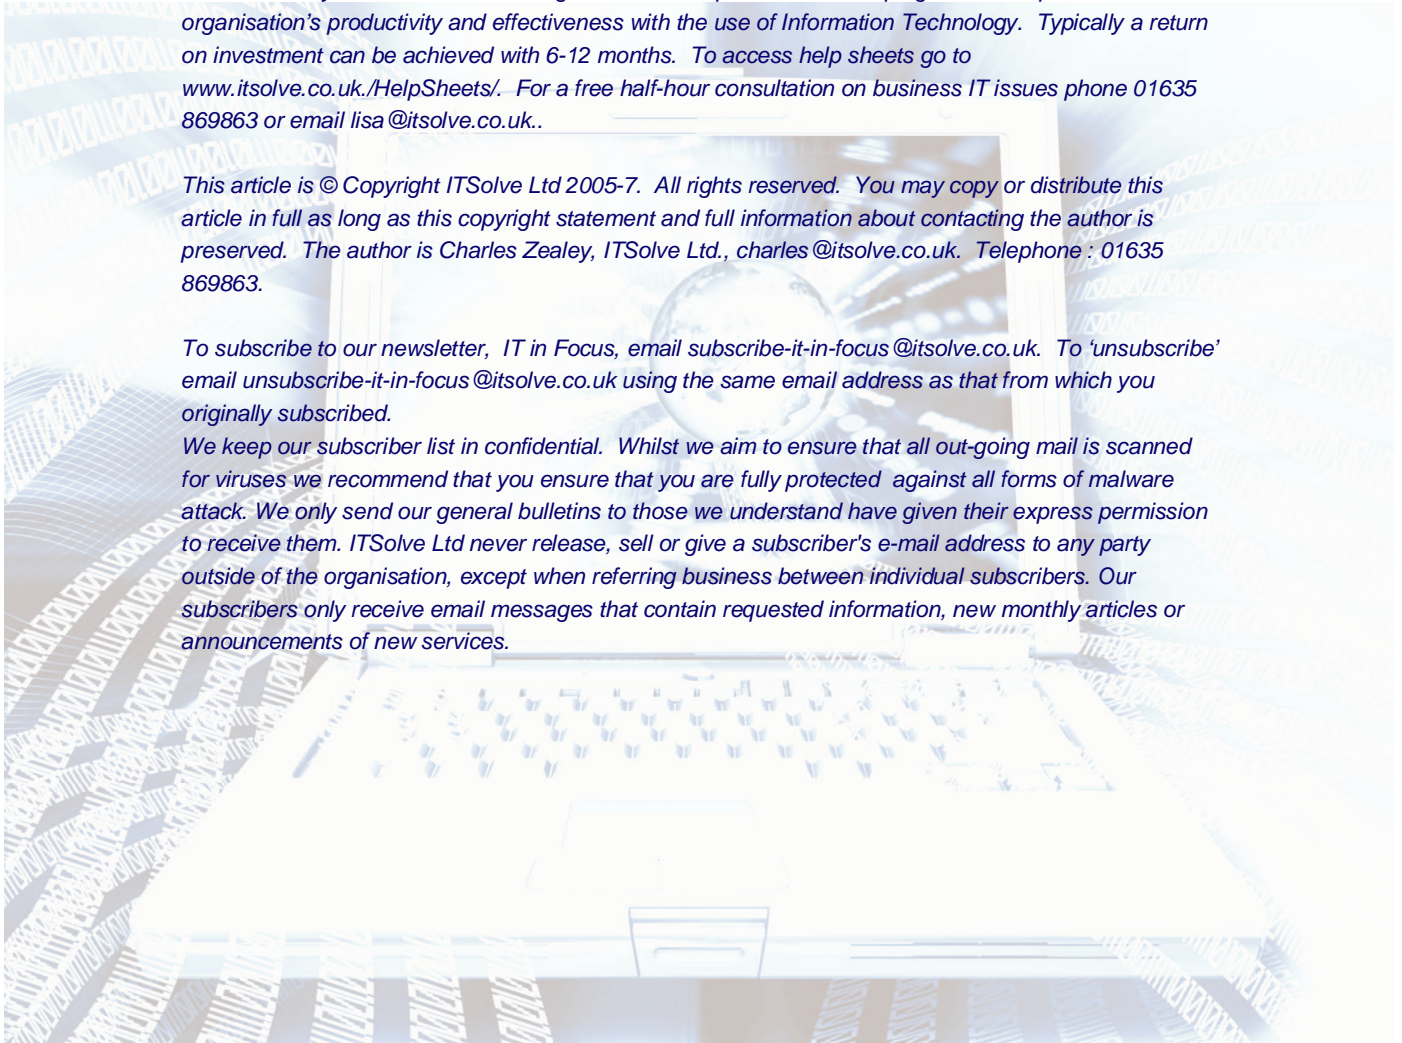 organisation’s productivity and effectiveness with the use of Information Technology.  Typically a return
on investment can be achieved with 6-12 months.  To access help sheets go to
www.itsolve.co.uk./HelpSheets/.  For a free half-hour consultation on business IT issues phone 01635
869863 or email lisa@itsolve.co.uk..
This article is © Copyright ITSolve Ltd 2005-7.  All rights reserved.  You may copy or distribute this
article in full as long as this copyright statement and full information about contacting the author is
preserved.  The author is Charles Zealey, ITSolve Ltd., charles@itsolve.co.uk.  Telephone : 01635
869863.
To subscribe to our newsletter,  IT in Focus, email subscribe-it-in-focus@itsolve.co.uk.  To ‘unsubscribe’
email unsubscribe-it-in-focus@itsolve.co.uk using the same email address as that from which you
originally subscribed.
We keep our subscriber list in confidential.  Whilst we aim to ensure that all out-going mail is scanned
for viruses we recommend that you ensure that you are fully protected  against all forms of malware
attack. We only send our general bulletins to those we understand have given their express permission
to receive them. ITSolve Ltd never release, sell or give a subscriber's e-mail address to any party
outside of the organisation, except when referring business between individual subscribers. Our
subscribers only receive email messages that contain requested information, new monthly articles or
announcements of new services.